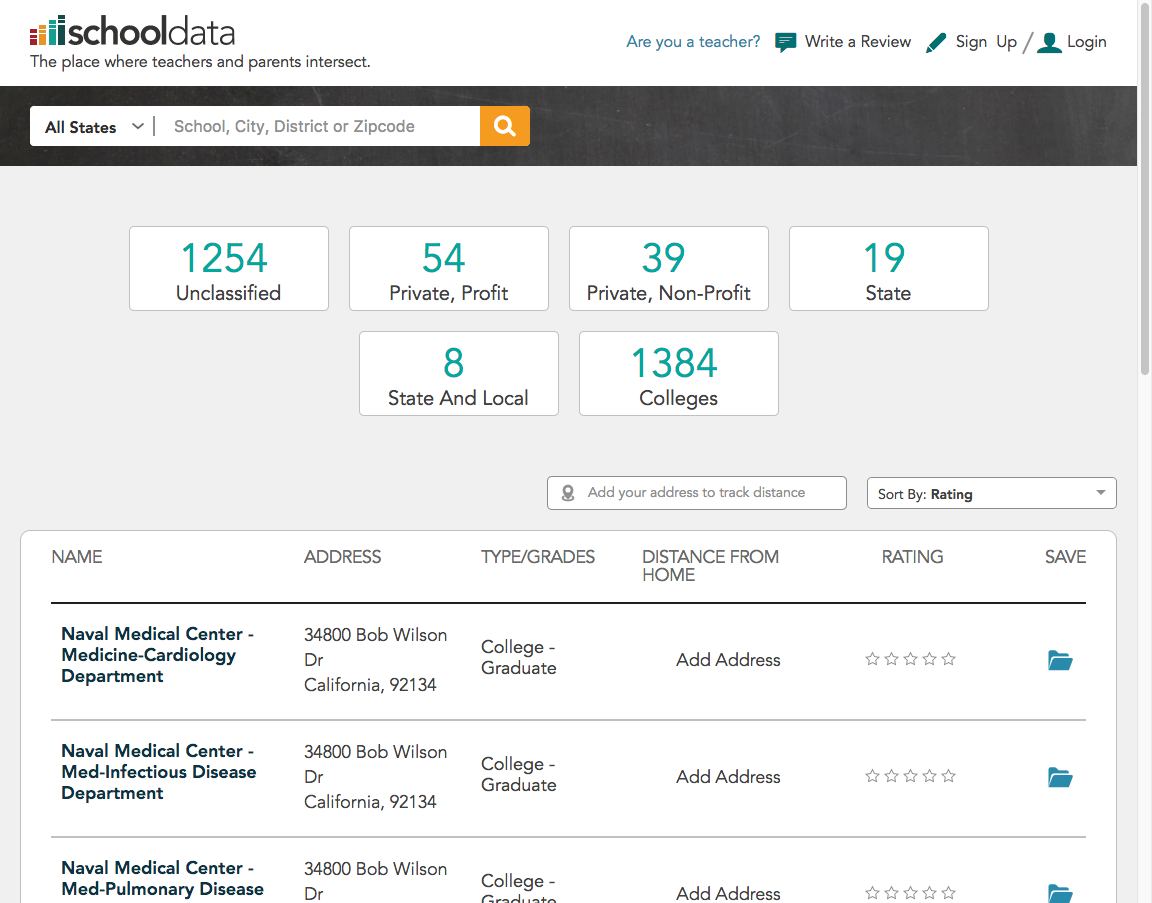 schooldata
The place where teachers and parents intersect.
Are you a teacher? Write a Review Sign Up / Login
All States School, City, District or Zipcode
1254
Unclassified
54
Private, Profit
39
Private, Non-Profit
19
State
8
State And Local
1384
Colleges
Add your address to track distance
Sort By: Rating
NAME ADDRESS TYPE/GRADES DISTANCE FROM HOME RATING SAVE
Naval Medical Center -
Medicine-Cardiology
Department
34800 Bob Wilson
Dr
California, 92134
College -
Graduate
Add Address
Naval Medical Center -
Med-Infectious Disease
Department
34800 Bob Wilson
Dr
California, 92134
College -
Graduate
Add Address
Naval Medical Center -
Med-Pulmonary Disease
34800 Bob Wilson
Dr
College -
Graduate
Add Address